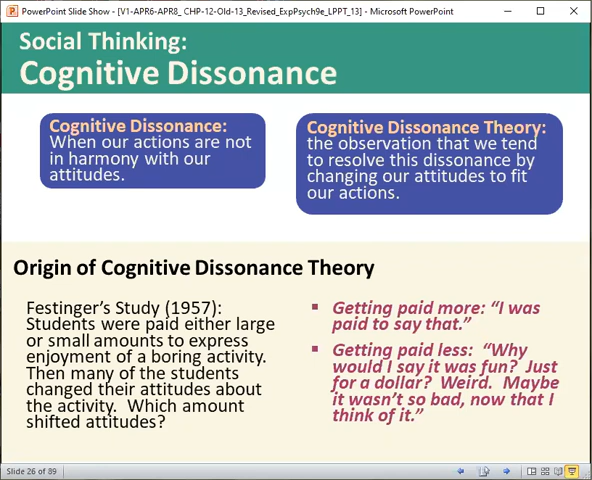 PowerPoint Slide Show - [V1-APR6-APR8_ CHP-12-Old-13_Revised_ExpPsych9e_LPPT_13] - Microsoft PowerPoint
Social Thinking:
Cognitive Dissonance
Cognitive Dissonance:
When our actions are not
in harmony with our
attitudes.
Cognitive Dissonance Theory:
the observation that we tend
to resolve this dissonance by
changing our attitudes to fit
our actions.
Origin of Cognitive Dissonance Theory
Festinger’s Study (1957):
Students were paid either large
or small amounts to express
enjoyment of a boring activity.
Then many of the students
changed their attitudes about
the activity. Which amount
shifted attitudes?
▪ Getting paid more: “I was
paid to say that.”
▪ Getting paid less: “Why
would I say it was fun? Just
for a dollar? Weird. Maybe
it wasn’t so bad, now that I
think of it.”
Slide 26 of 89